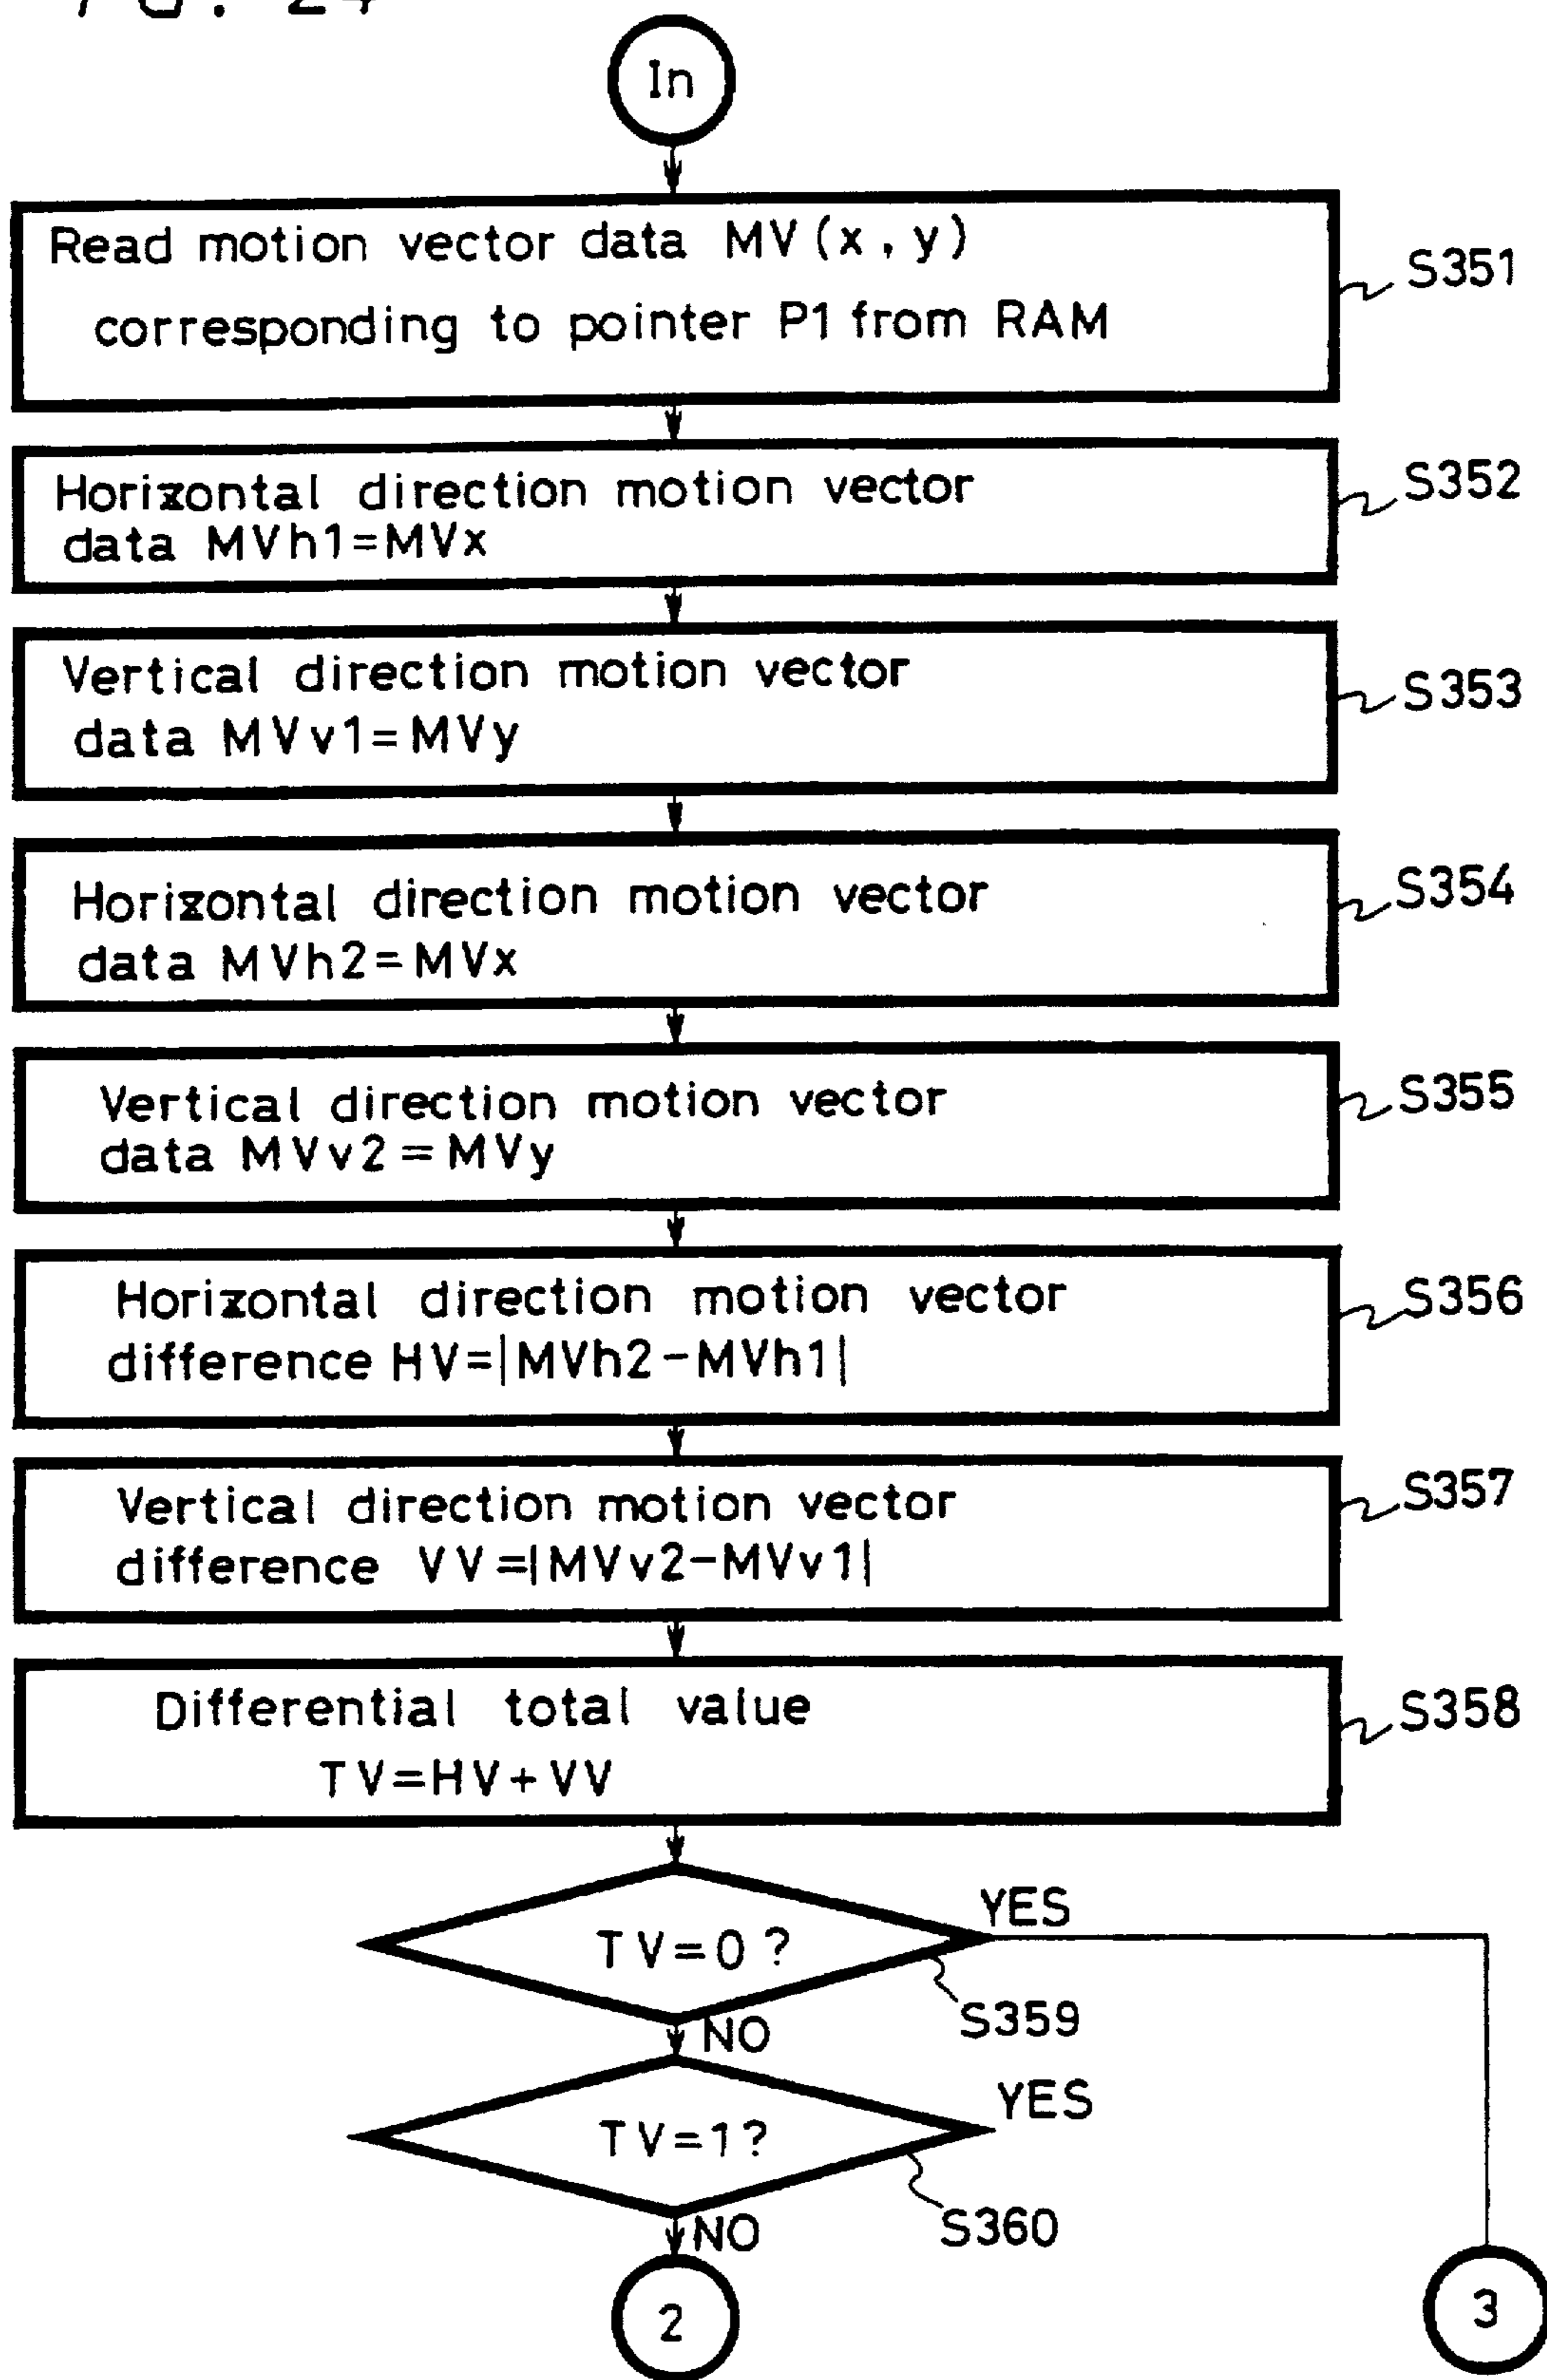 In
Read motion vector data MV(x, y)
corresponding to pointer P1 from RAM
S351
Horizontal direction motion vector
data MVh1=MVx
S352
Vertical direction motion vector
data MVv1=MVy
S353
Horizontal direction motion vector
data MVh2=MVx
S354
Vertical direction motion vector
data MVv2=MVy
S355
Horizontal direction motion vector
difference HV=|MVh2-MVh1|
S356
Vertical direction motion vector
difference VV=|MVv2-MVv1|
S357
Differential total value
TV=HV+VV
S358
TV=0?
YES
S359
NO
TV=1?
YES
S360
NO
2
3